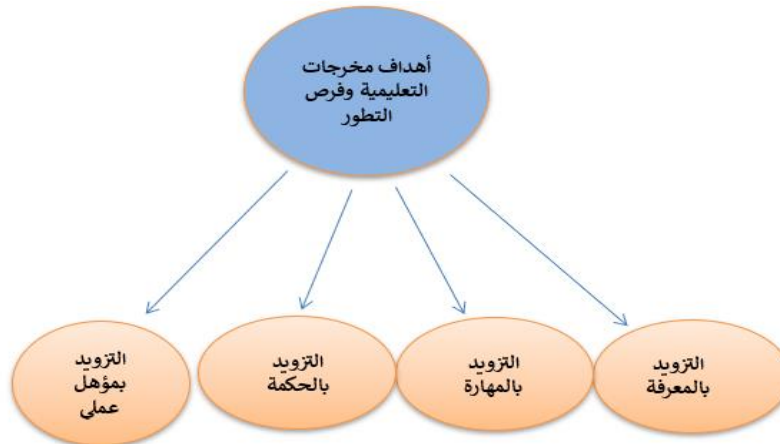 أهداف مخرجات
التعليمية وفرص
التطور
التزويد
بالمعرفة
التزويد
بالمهارة
التزويد
بالحكمة
التزويد
بمؤهل
عملي